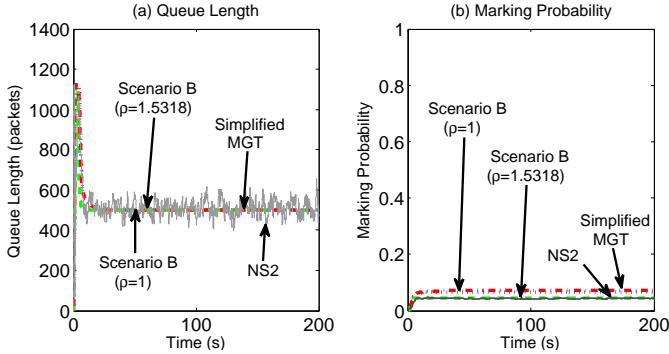 (a) Queue Length
1400
1200
1000
800
600
400
200
0
0
100
200
Queue Length (packets)
Time (s)
Scenario B
(ρ=1.5318)
Simplified
MGT
Scenario B
(ρ=1)
NS2
(b) Marking Probability
1
0.8
0.6
0.4
0.2
0
0
100
200
Marking Probability
Time (s)
Scenario B
(ρ=1)
Scenario B
(ρ=1.5318)
Simplified
MGT
NS2